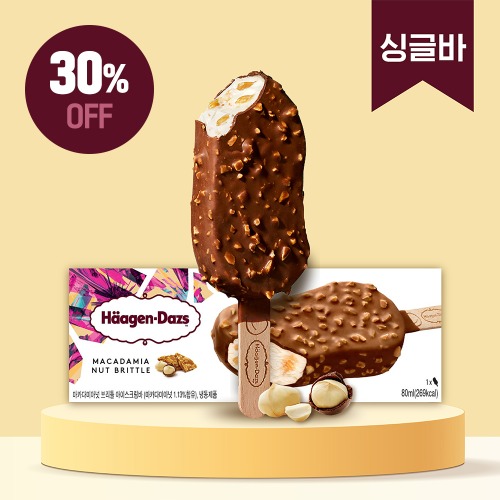 30%
OFF
싱글바
Häagen-Dazs
MACADAMIA
NUT BRITTLE
마카다미아넛 브리틀 아이스크림바 (마카다미아넛 1.13%함유), 냉동제품
1x
80ml(269kcal)
Häagen-Dazs